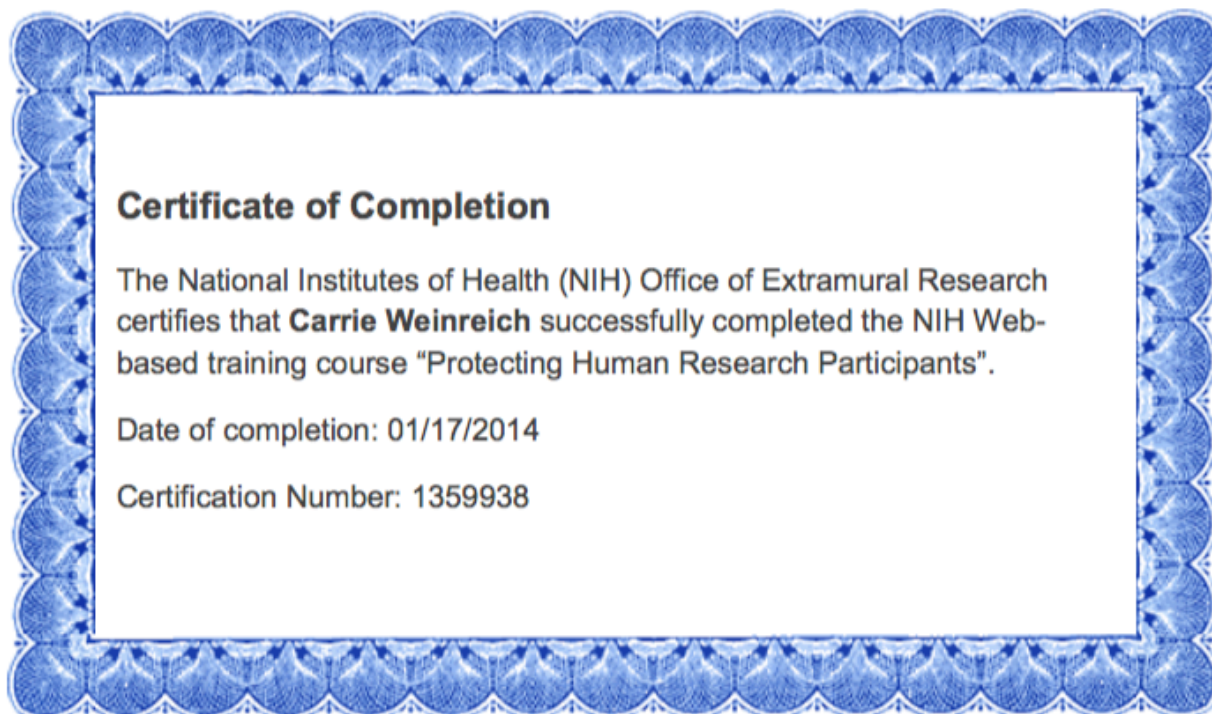 Certificate of Completion
The National Institutes of Health (NIH) Office of Extramural Research
certifies that Carrie Weinreich successfully completed the NIH Web-
based training course “Protecting Human Research Participants”.
Date of completion: 01/17/2014
Certification Number: 1359938